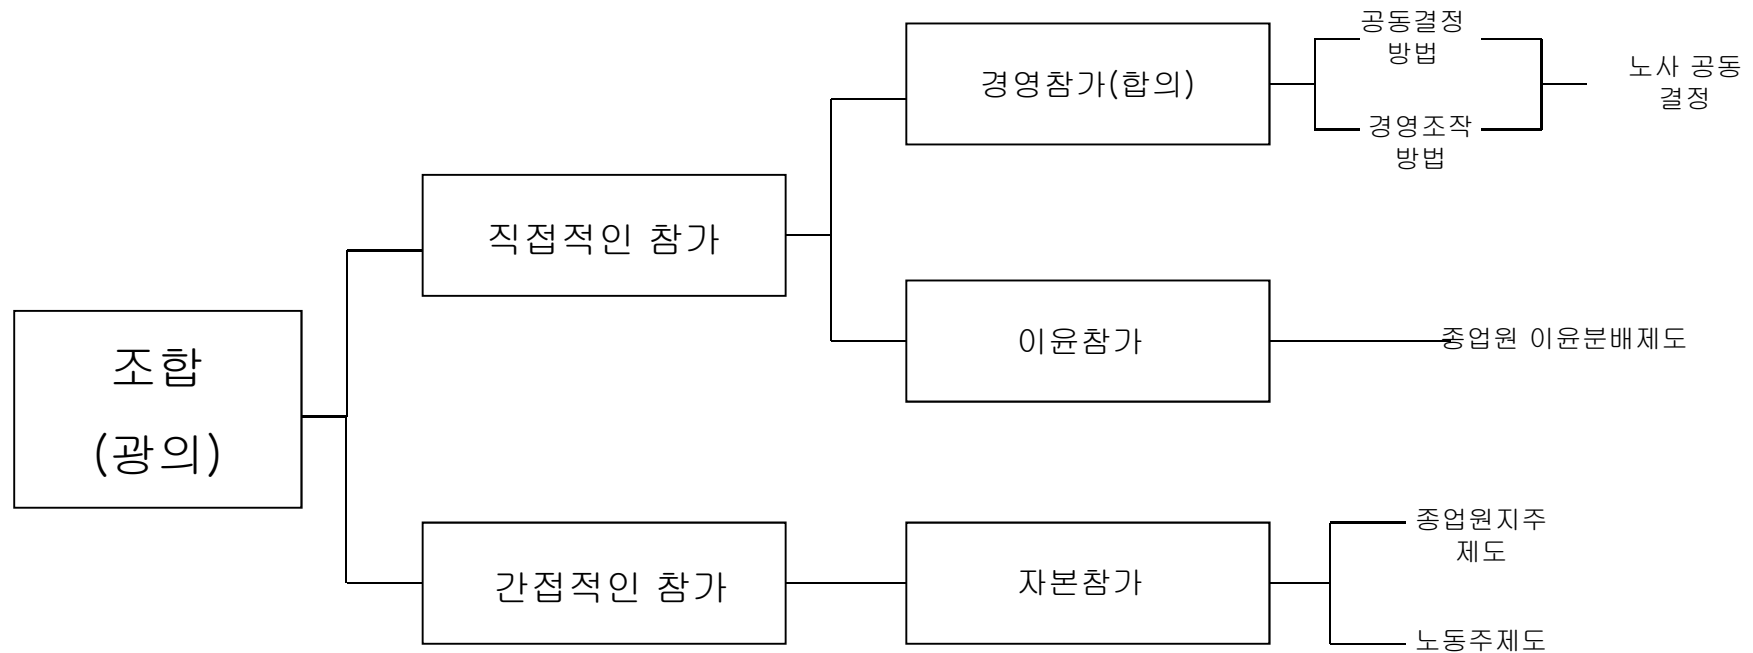 공동결정
방법
노사 공동
결정
경영참가(합의)
경영조작
방법
직접적인 참가
이윤참가
종업원 이윤분배제도
조합
(광의)
간접적인 참가
자본참가
종업원지주
제도
노동주제도